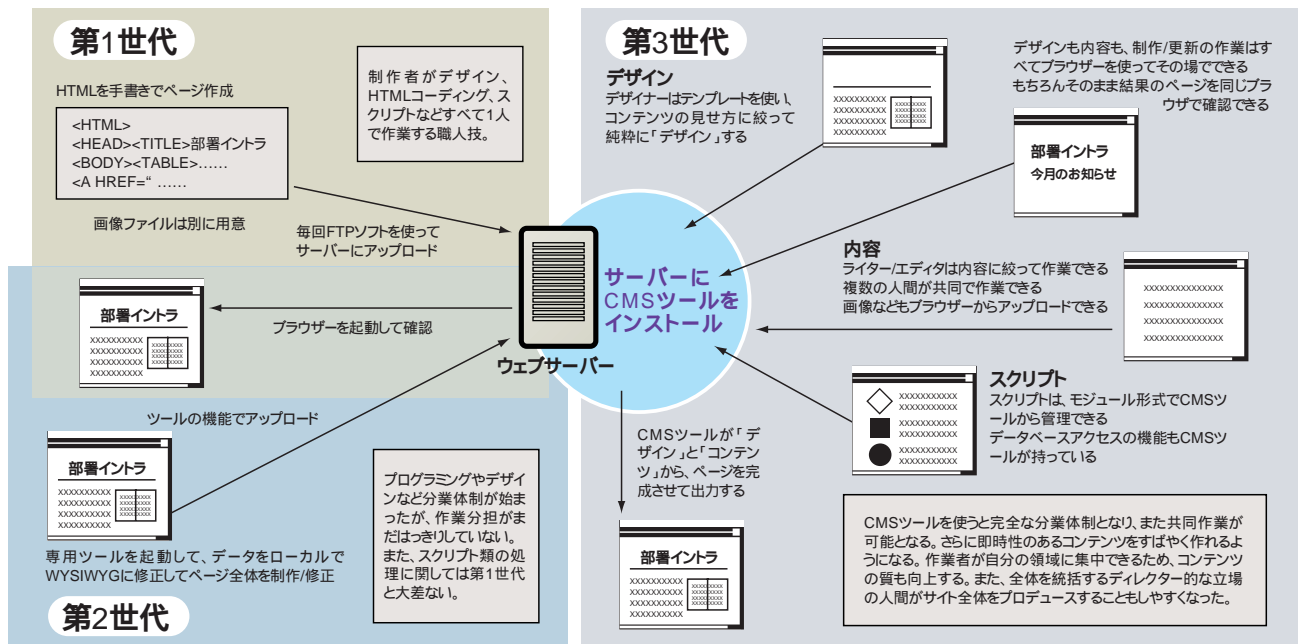 第1世代
HTMLを手書きでページ作成
<HTML>
<HEAD><TITLE>部署イントラ
<BODY><TABLE>……
<A HREF=“ ……
画像ファイルは別に用意
制作者がデザイン、
HTMLコーディング、ス
クリプトなどすべて1人
で作業する職人技。
毎回FTPソフトを使って
サーバーにアップロード
部署イントラ
XXXXXXXXXX
XXXXXXXXXX
XXXXXXXXXX
XXXXXXXXXX
ブラウザーを起動して確認
ウェブサーバー
サーバーに
CMSツールを
インストール
ツールの機能でアップロード
部署イントラ
XXXXXXXXXX
XXXXXXXXXX
XXXXXXXXXX
XXXXXXXXXX
専用ツールを起動して、データをローカルで
WYSIWYGに修正してページ全体を制作/修正
第2世代
プログラミングやデザイ
ンなど分業体制が始ま
ったが、作業分担がま
だはっきりしていない。
また、スクリプト類の処
理に関しては第1世代
と大差ない。
第3世代
デザイン
デザイナーはテンプレートを使い、
コンテンツの見せ方に絞って
純粋に「デザイン」する
XXXXXXXXXX
XXXXXXXXXX
XXXXXXXXXX
XXXXXXXXXX
デザインも内容も、制作/更新の作業はす
べてブラウザーを使ってその場でできる
もちろんそのまま結果のページを同じブラ
ウザで確認できる
部署イントラ
今月のお知らせ
内容
ライター/エディタは内容に絞って作業できる
複数の人間が共同で作業できる
画像などもブラウザーからアップロードできる
XXXXXXXXXXXXXXX
XXXXXXXXXXXXXXX
XXXXXXXXXXXXXXX
XXXXXXXXXXXXXXX
スクリプト
スクリプトは、モジュール形式でCMSツ
ールから管理できる
データベースアクセスの機能もCMSツ
ールが持っている
XXXXXXXXXXX
XXXXXXXXXXX
XXXXXXXXXXX
XXXXXXXXXXX
XXXXXXXXXXX
XXXXXXXXXXX
CMSツールが「デ
ザイン」と「コンテン
ツ」から、ページを完
成させて出力する
部署イントラ
XXXXXXXXXX
XXXXXXXXXX
XXXXXXXXXX
XXXXXXXXXX
CMSツールを使うと完全な分業体制となり、また共同作業が
可能となる。さらに即時性のあるコンテンツをすばやく作れるよ
うになる。作業者が自分の領域に集中できるため、コンテンツ
の質も向上する。また、全体を統括するディレクター的な立場
の人間がサイト全体をプロデュースすることもしやすくなった。